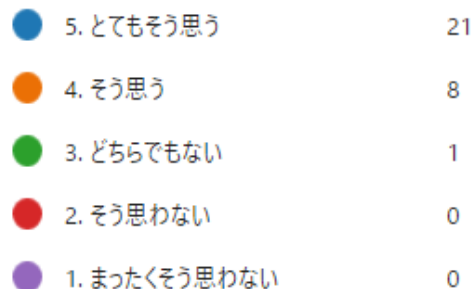 5. とてもそう思う 21
4. そう思う 8
3. どちらでもない 1
2. そう思わない 0
1. まったくそう思わない 0